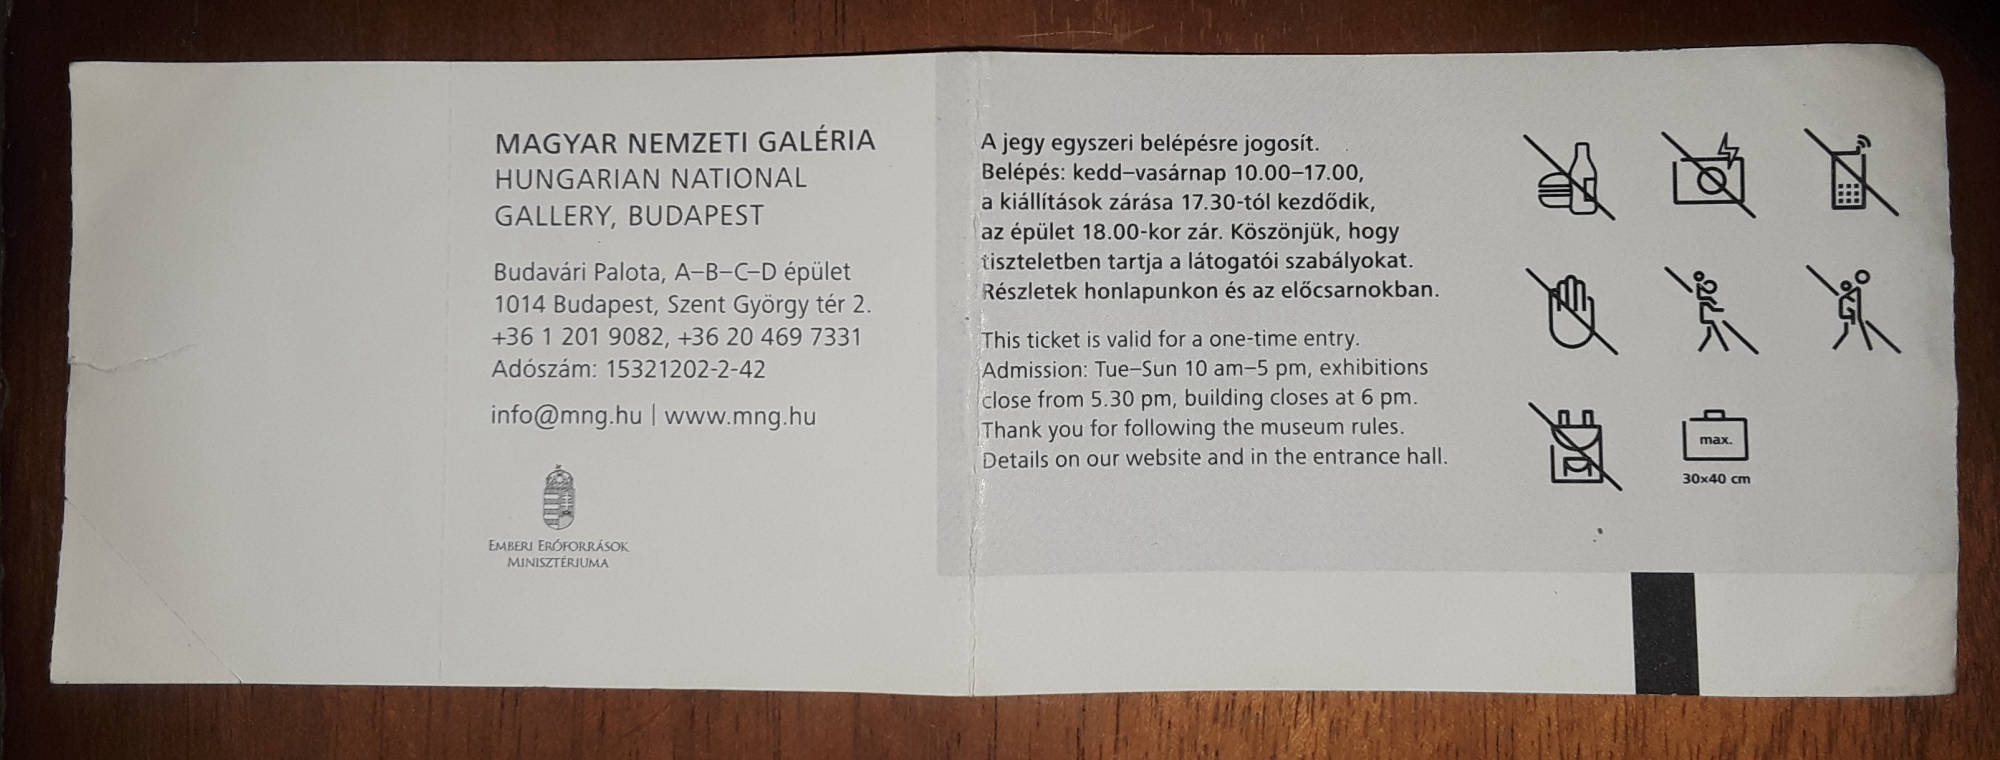 MAGYAR NEMZETI GALÉRIA
HUNGARIAN NATIONAL
GALLERY, BUDAPEST
Budavári Palota, A–B–C–D épület
1014 Budapest, Szent György tér 2.
+36 1 201 9082, +36 20 469 7331
Adószám: 15321202-2-42
info@mng.hu | www.mng.hu
EMBERI ERŐFORRÁSOK
MINISZTÉRIUMA
A jegy egyszeri belépésre jogosít.
Belépés: kedd–vasárnap 10.00–17.00,
a kiállítások zárása 17.30-tól kezdődik,
az épület 18.00-kor zár. Köszönjük, hogy
tiszteletben tartja a látogatói szabályokat.
Részletek honlapunkon és az előcsarnokban.
This ticket is valid for a one-time entry.
Admission: Tue–Sun 10 am–5 pm, exhibitions
close from 5.30 pm, building closes at 6 pm.
Thank you for following the museum rules.
Details on our website and in the entrance hall.
max.
30×40 cm